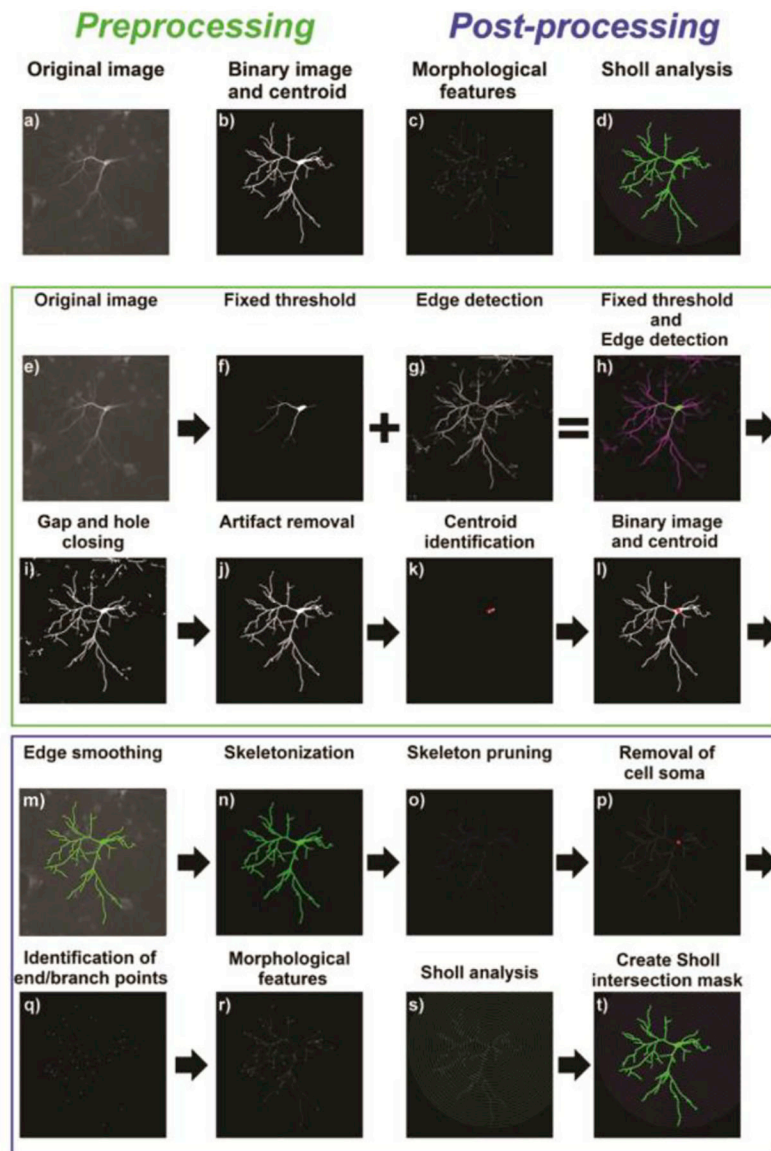 Preprocessing
Post-processing
Original image
Binary image
and centroid
Morphological
features
Sholl analysis
a)
b)
c)
d)
Original image
Fixed threshold
Edge detection
Fixed threshold
and
Edge detection
e)
f)
g)
h)
Gap and hole
closing
Artifact removal
Centroid
identification
Binary image
and centroid
i)
j)
k)
l)
Edge smoothing
Skeletonization
Skeleton pruning
Removal of
cell soma
m)
n)
o)
p)
Identification of
end/branch points
Morphological
features
Sholl analysis
Create Sholl
intersection mask
q)
r)
s)
t)